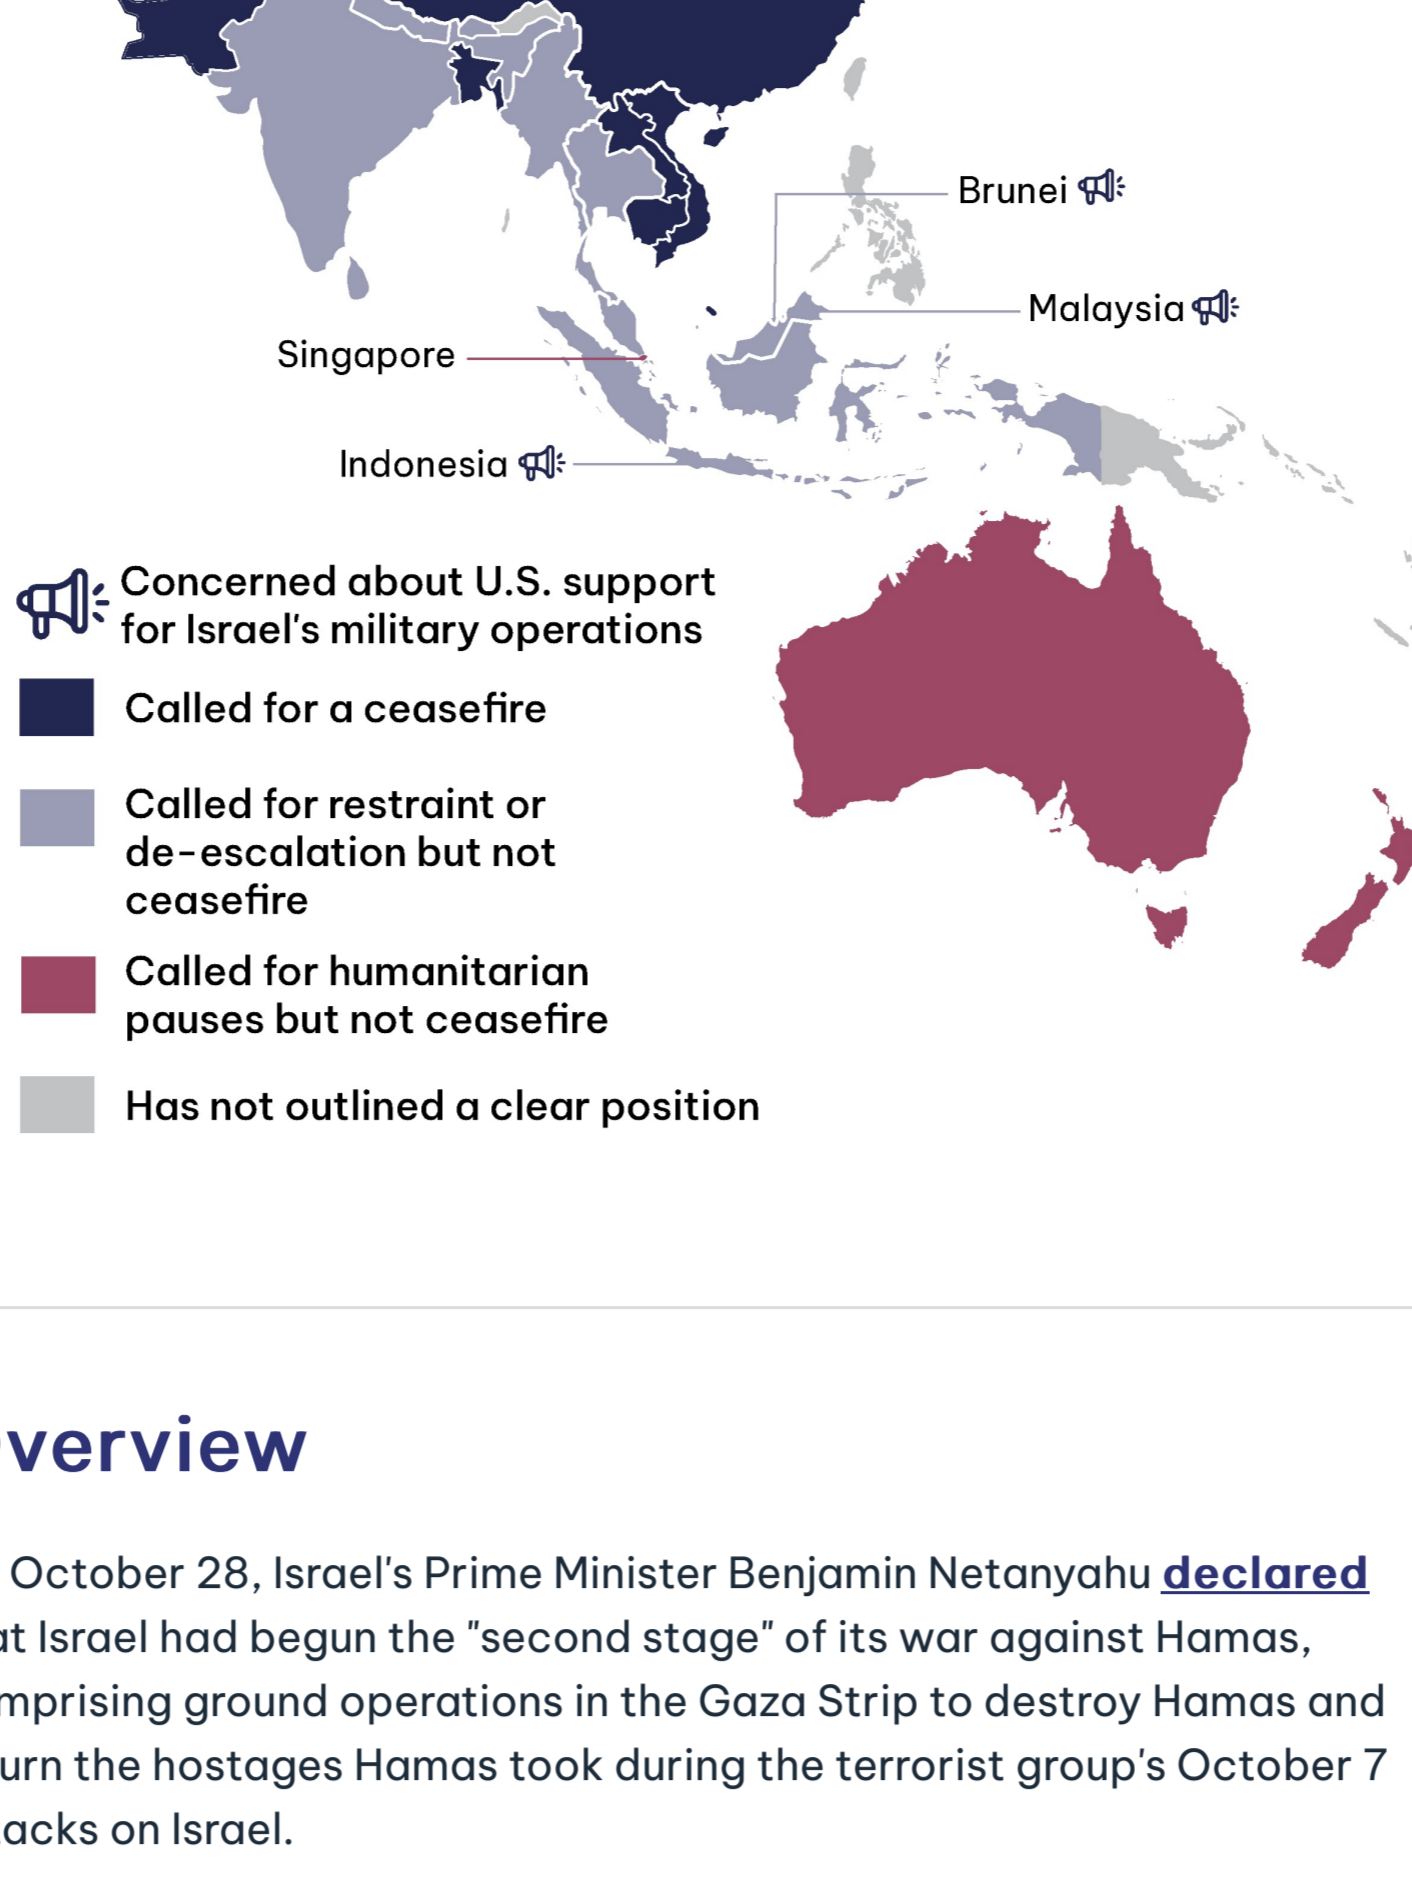 Brunei
Malaysia
Singapore
Indonesia
Concerned about U.S. support
for Israel's military operations
Called for a ceasefire
Called for restraint or
de-escalation but not
ceasefire
Called for humanitarian
pauses but not ceasefire
Has not outlined a clear position
verview
October 28, Israel's Prime Minister Benjamin Netanyahu declared
at Israel had begun the "second stage" of its war against Hamas,
mprising ground operations in the Gaza Strip to destroy Hamas and
urn the hostages Hamas took during the terrorist group's October 7
acks on Israel.